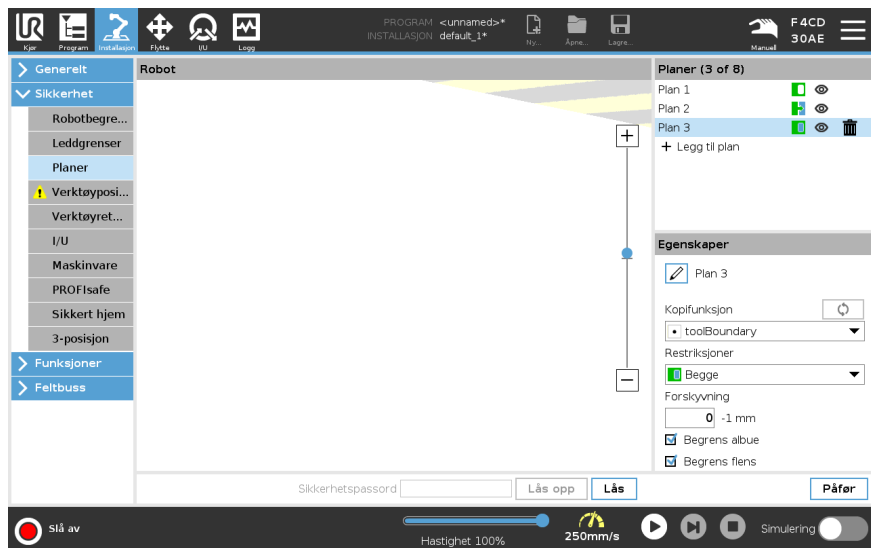 PROGRAM <unnamed>*
INSTALLASJON default_1*
F4CD
30AE
Kjør Program Installasjon Flytte I/U Logg Ny... Åpne... Lagre... Manuell
Generelt
Sikkerhet
Robotbegre...
Leddgrenser
Planer
Verktøyposi...
Verktøyret...
I/U
Maskinvare
PROFIsafe
Sikkert hjem
3-posisjon
Funksjoner
Feltbuss
Robot
Planer (3 of 8)
Plan 1
Plan 2
Plan 3
Legg til plan
Egenskaper
Plan 3
Kopifunksjon
toolBoundary
Restriksjoner
Begge
Forskyvning
0 -1 mm
Begrens albue
Begrens flens
Sikkerhetspassord Lås opp Lås Påfør
Slå av
Hastighet 100%
250mm/s
Simulering